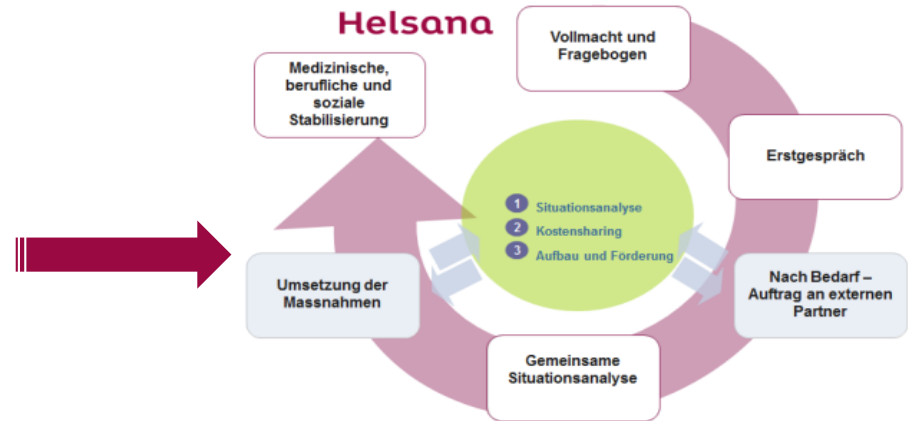 Helsana
Vollmacht und
Fragebogen
Medizinische,
berufliche und
soziale
Stabilisierung
Erstgespräch
1 Situationsanalyse
2 Kostensharing
3 Aufbau und Förderung
Umsetzung der
Massnahmen
Nach Bedarf –
Auftrag an externen
Partner
Gemeinsame
Situationsanalyse